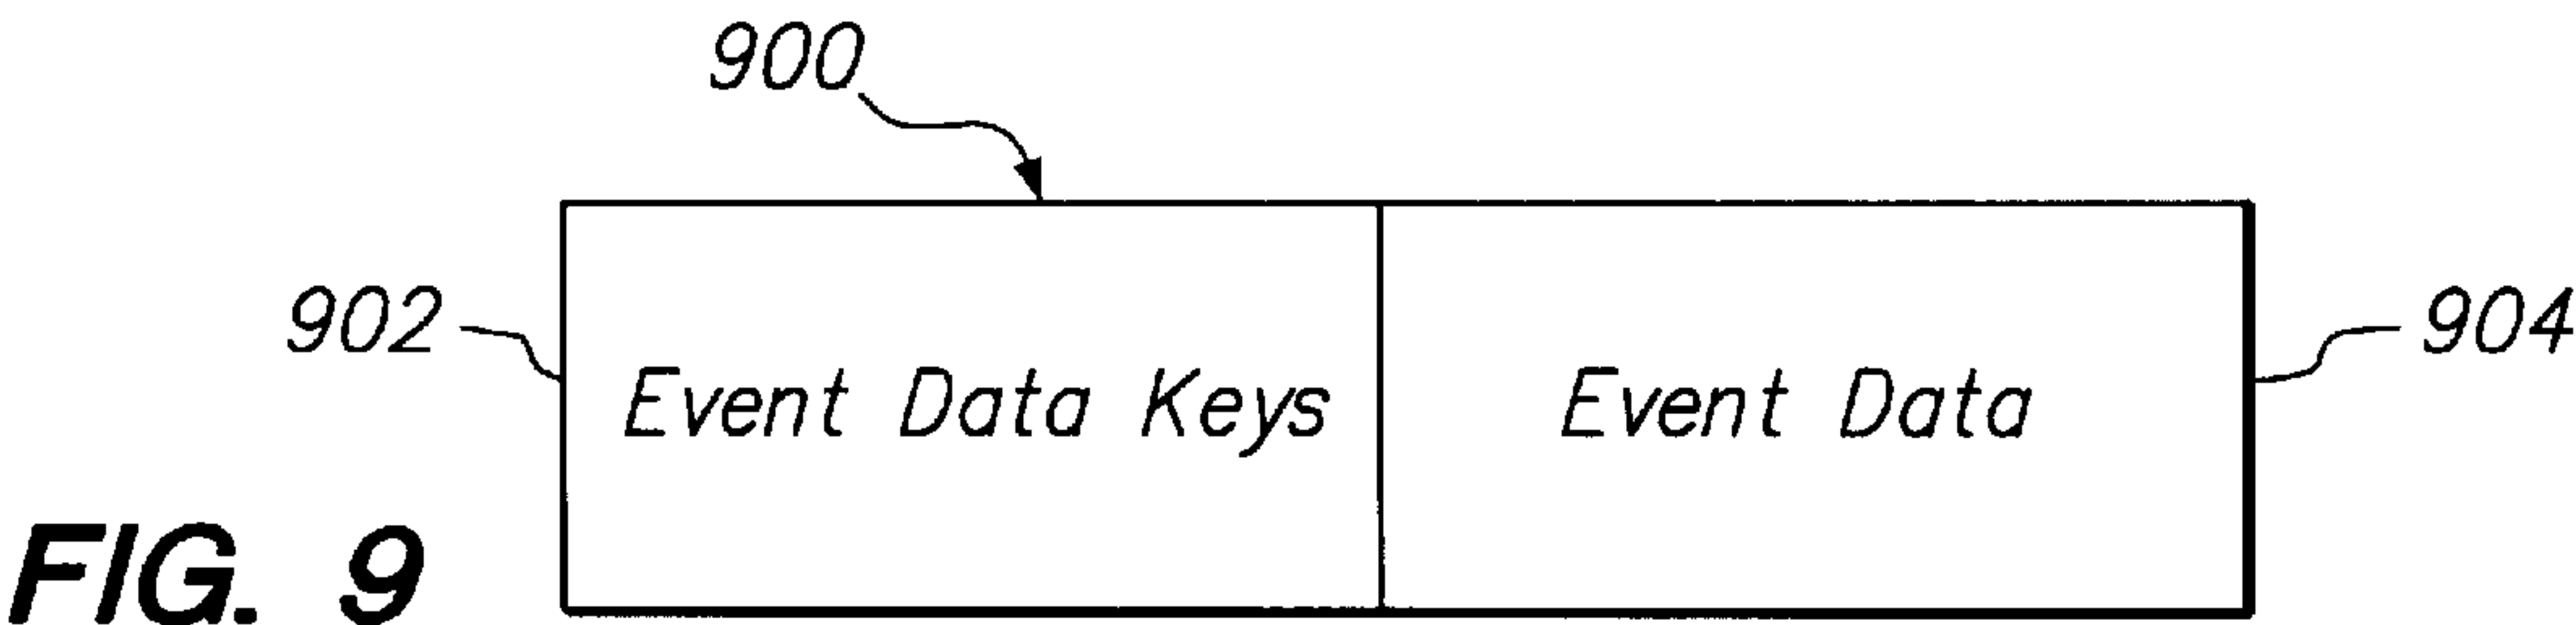 900
902
904
Event Data Keys
Event Data
FIG. 9